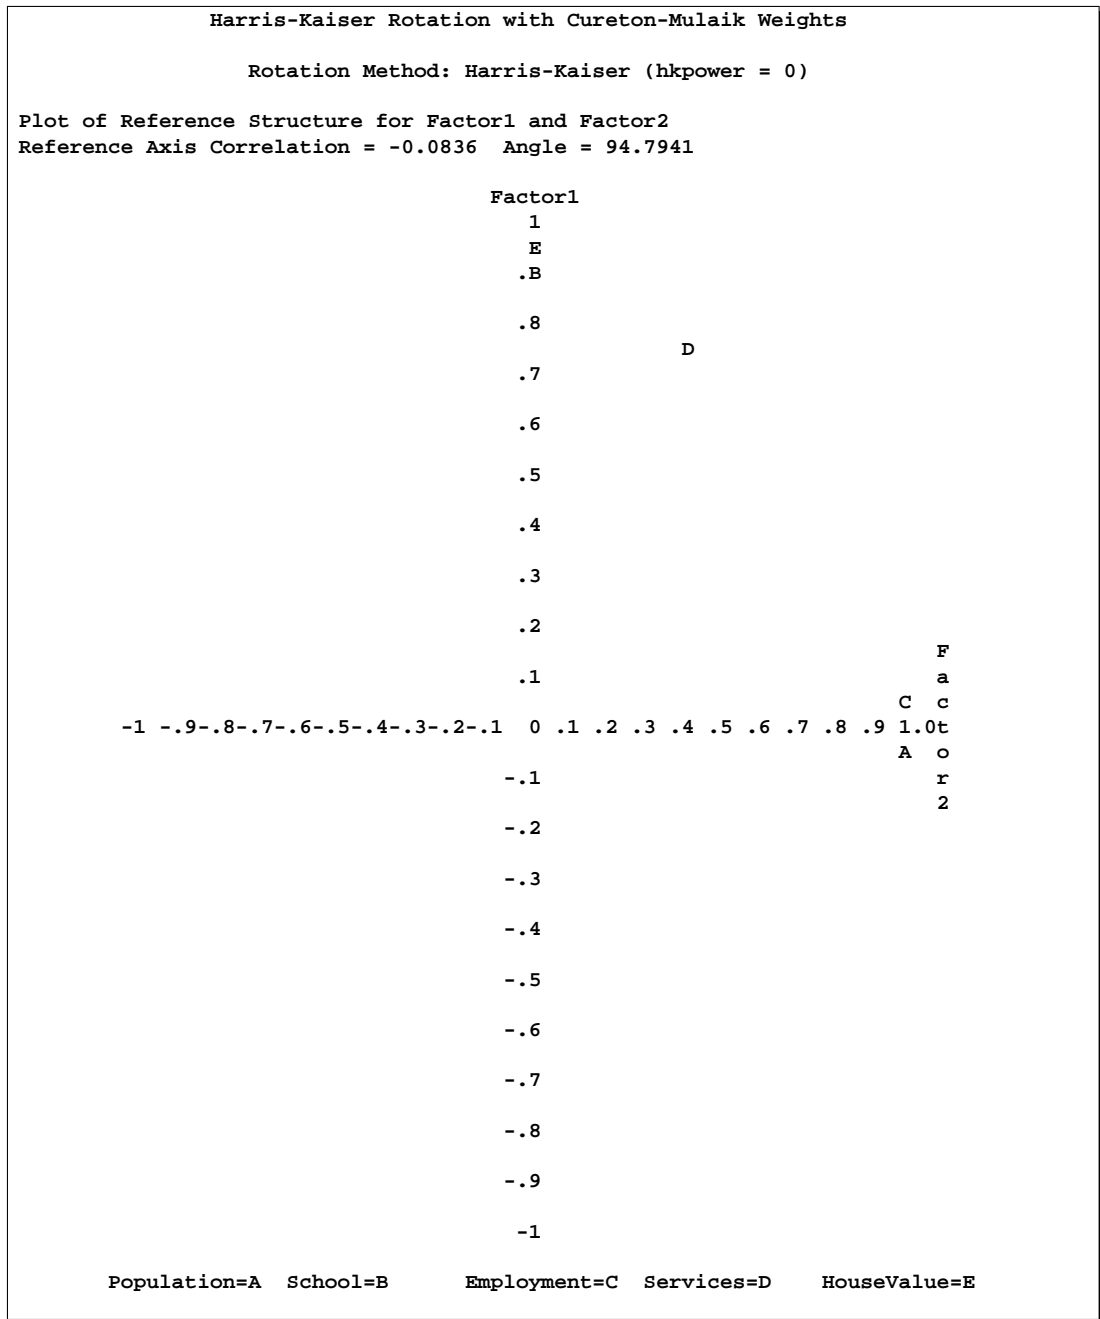 Harris-Kaiser Rotation with Cureton-Mulaik Weights
Rotation Method: Harris-Kaiser (hkpower = 0)
Plot of Reference Structure for Factor1 and Factor2
Reference Axis Correlation = -0.0836  Angle = 94.7941
Factor1
1
E
.B
.8
D
.7
.6
.5
.4
.3
.2
F
.1 a
C c
-1 -.9-.8-.7-.6-.5-.4-.3-.2-.1  0 .1 .2 .3 .4 .5 .6 .7 .8 .9 1.0t
A o
-.1 r
2
-.2
-.3
-.4
-.5
-.6
-.7
-.8
-.9
-1
Population=A  School=B  Employment=C  Services=D  HouseValue=E